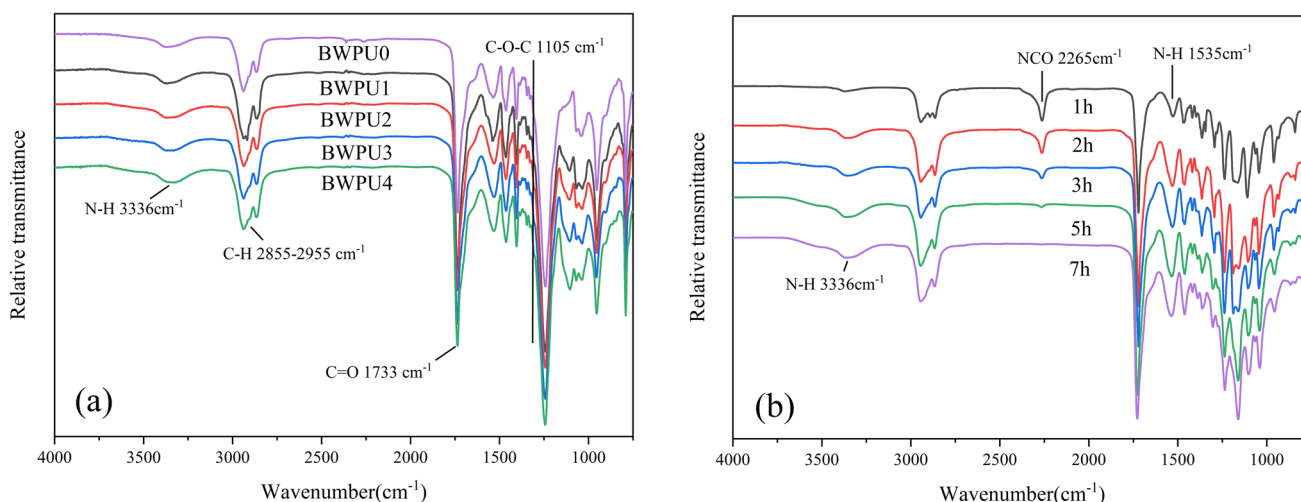 BWPU0
BWPU1
BWPU2
BWPU3
BWPU4
C-O-C 1105 cm-1
N-H 3336cm-1
C-H 2855-2955 cm-1
C=O 1733 cm-1
(a)
Relative transmittance
4000 3500 3000 2500 2000 1500 1000
Wavenumber(cm-1)
NCO 2265cm-1
N-H 1535cm-1
1h
2h
3h
5h
7h
N-H 3336cm-1
(b)
Relative transmittance
4000 3500 3000 2500 2000 1500 1000
Wavenumber(cm-1)